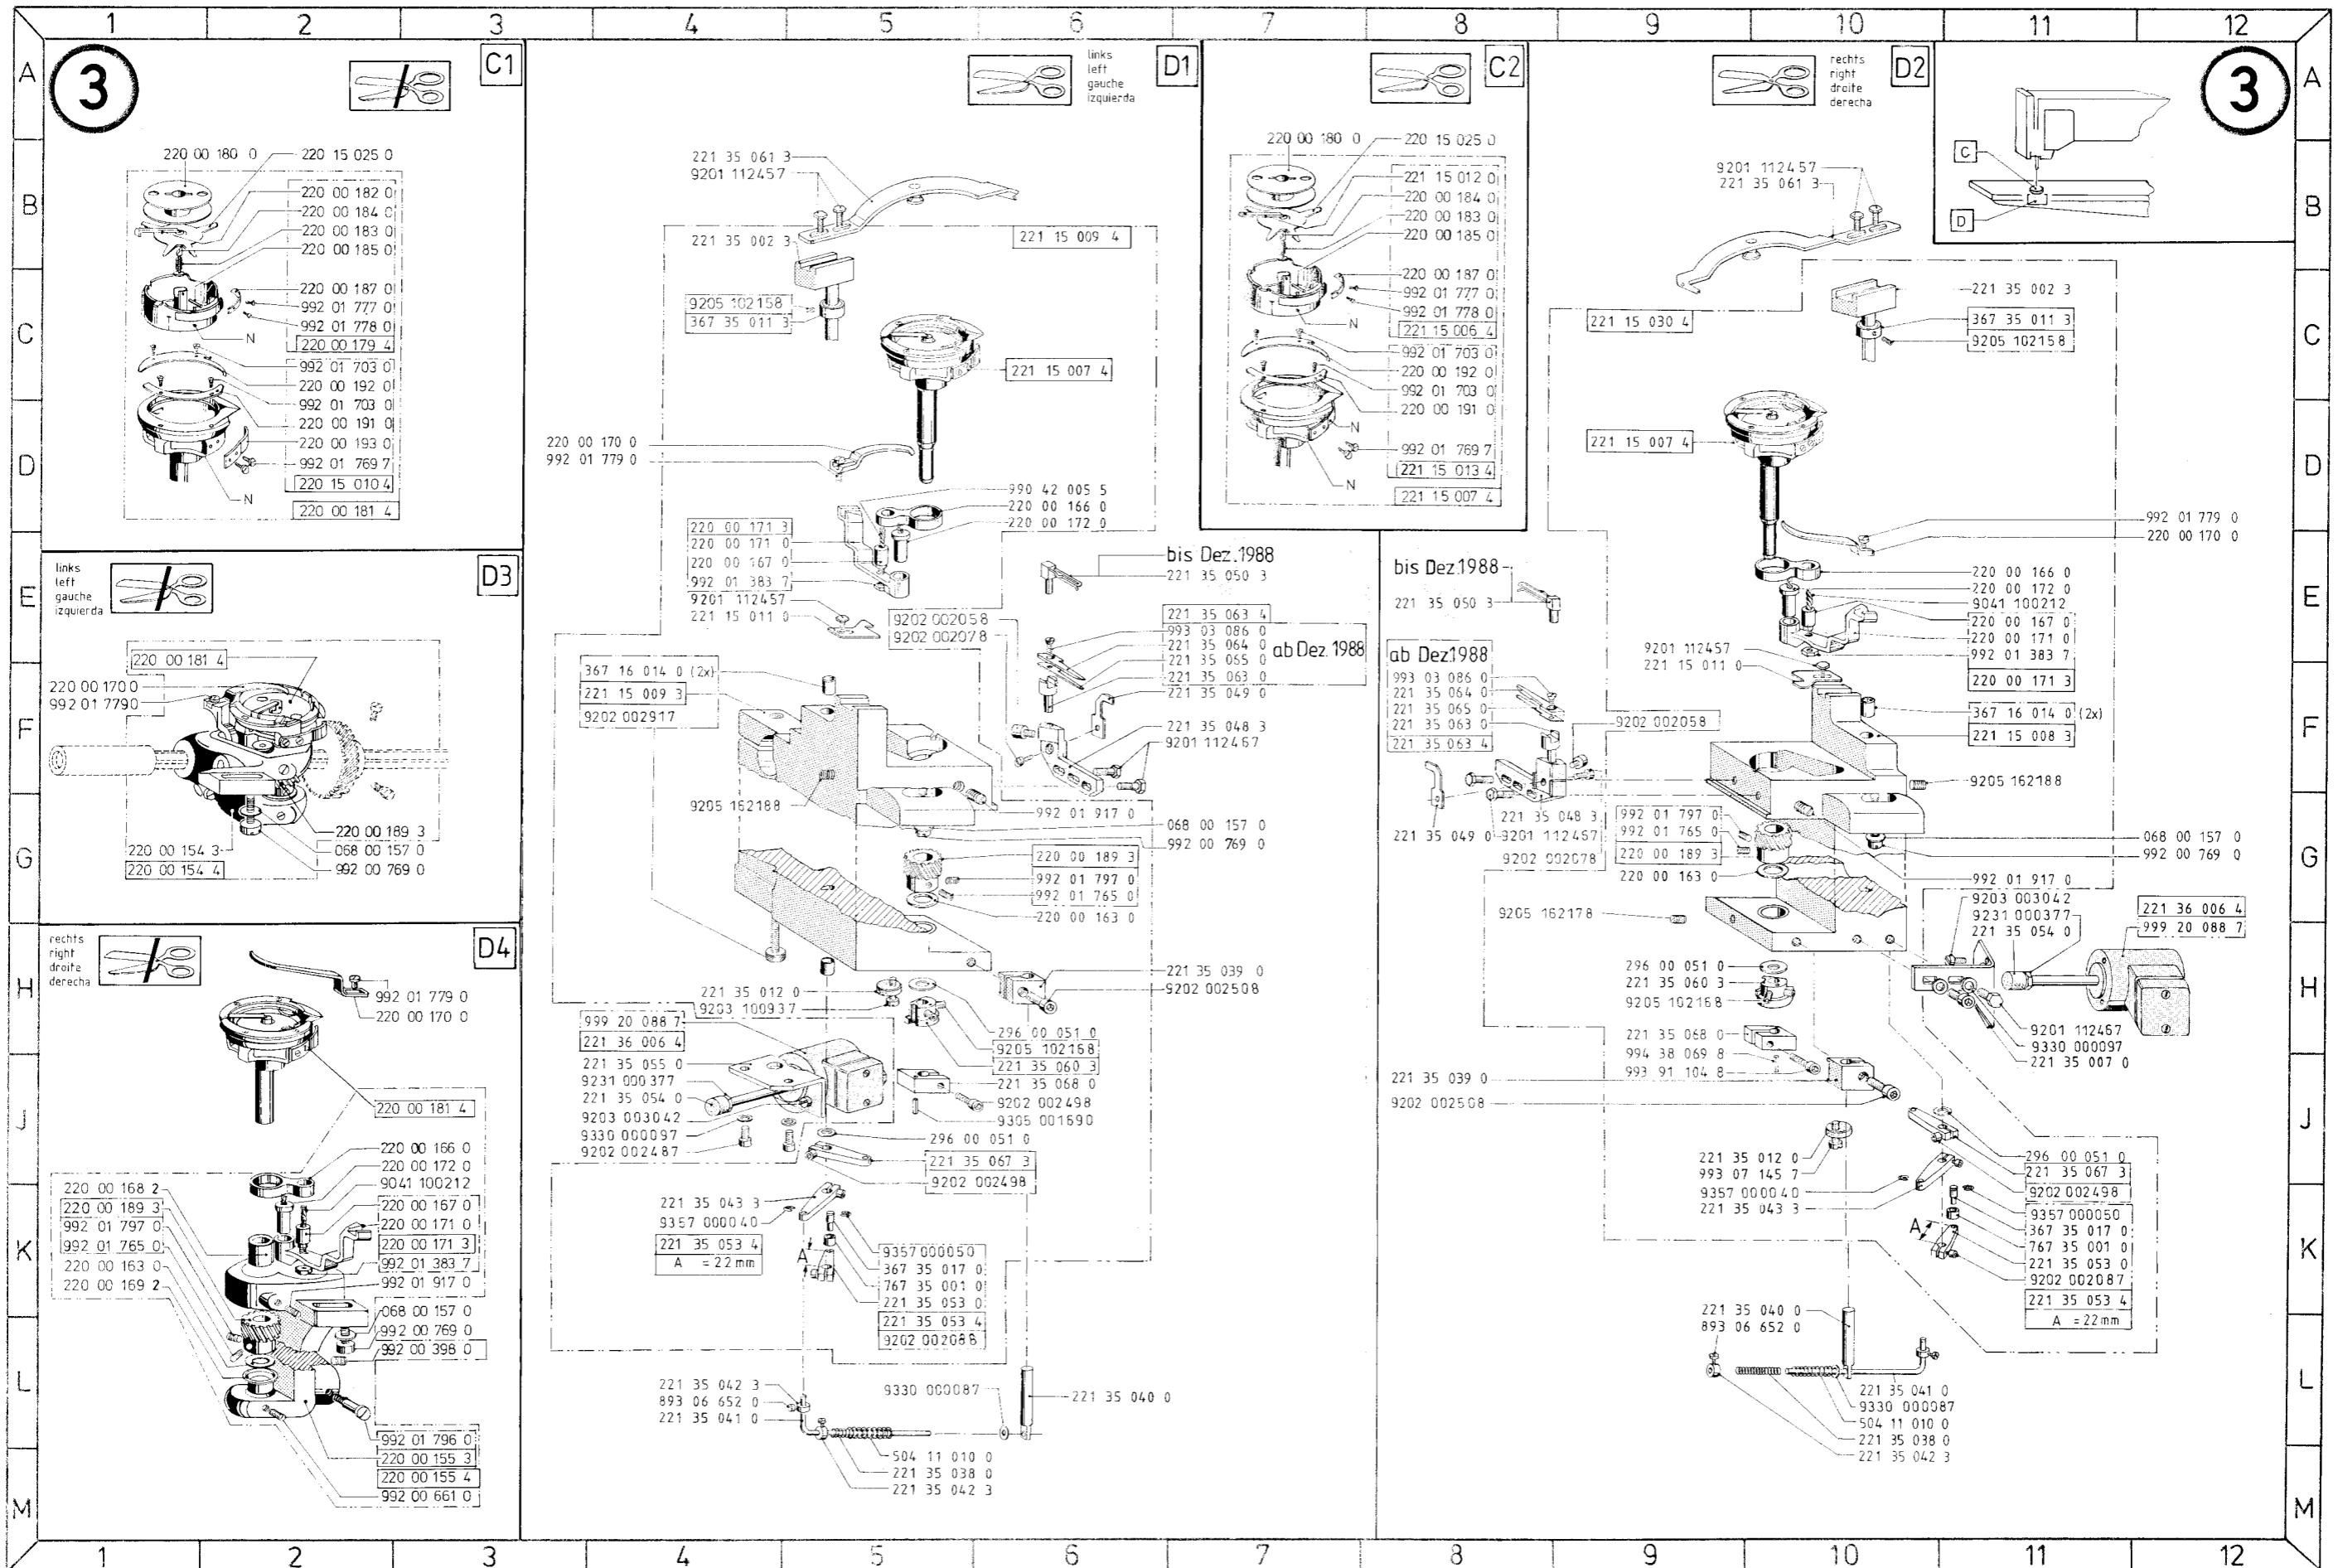 1 2 3 4 5 6 7 8 9 10 11 12
A B C D E F G H J K L M
3
C1
220 00 180 0
220 15 025 0
220 00 182 0
220 00 184 0
220 00 183 0
220 00 185 0
220 00 187 0
992 01 777 0
992 01 778 0
N
220 00 179 4
992 01 703 0
220 00 192 0
992 01 703 0
220 00 191 0
220 00 193 0
992 01 769 7
220 15 010 4
N
220 00 181 4
links
left
gauche
izquierda
D3
220 00 181 4
220 00 170 0
992 01 779 0
220 00 189 3
220 00 154 3
068 00 157 0
220 00 154 4
992 00 769 0
rechts
right
droite
derecha
D4
992 01 779 0
220 00 170 0
220 00 181 4
220 00 166 0
220 00 172 0
9041 100212
220 00 167 0
220 00 171 0
220 00 171 3
992 01 383 7
992 01 917 0
220 00 168 2
220 00 189 3
992 01 797 0
992 01 765 0
220 00 163 0
220 00 169 2
068 00 157 0
992 00 769 0
992 00 398 0
992 01 796 0
220 00 155 3
220 00 155 4
992 00 661 0
links
left
gauche
izquierda
D1
221 35 061 3
9201 112457
221 35 002 3
221 15 009 4
9205 102158
367 35 011 3
221 15 007 4
220 00 170 0
992 01 779 0
990 42 005 5
220 00 166 0
220 00 172 0
220 00 171 3
220 00 171 0
220 00 167 0
992 01 383 7
9201 112457
221 15 011 0
bis Dez.1988
221 35 050 3
9202 002058
9202 002078
221 35 063 4
993 03 086 0
221 35 064 0
221 35 065 0
221 35 063 0
ab Dez.1988
221 35 049 0
221 35 048 3
9201 112467
367 16 014 0 (2x)
221 15 009 3
9202 002917
9205 162188
992 01 917 0
068 00 157 0
992 00 769 0
220 00 189 3
992 01 797 0
992 01 765 0
220 00 163 0
221 35 039 0
9202 002508
221 35 012 0
9203 100937
296 00 051 0
9205 102168
221 35 060 3
221 35 068 0
9202 002498
9305 001690
999 20 088 7
221 36 006 4
221 35 055 0
9231 000377
221 35 054 0
9203 003042
9330 000097
9202 002487
296 00 051 0
221 35 067 3
9202 002498
221 35 043 3
9357 000040
221 35 053 4
A = 22 mm
A
9357 000050
367 35 017 0
767 35 001 0
221 35 053 0
221 35 053 4
9202 002088
221 35 042 3
893 06 652 0
221 35 041 0
9330 000087
221 35 040 0
504 11 010 0
221 35 038 0
221 35 042 3
C2
220 00 180 0
220 15 025 0
221 15 012 0
220 00 184 0
220 00 183 0
220 00 185 0
220 00 187 0
992 01 777 0
992 01 778 0
N
221 15 006 4
992 01 703 0
220 00 192 0
992 01 703 0
220 00 191 0
N
992 01 769 7
221 15 013 4
N
221 15 007 4
rechts
right
droite
derecha
D2
C
D
3
9201 112457
221 35 061 3
221 35 002 3
221 15 030 4
367 35 011 3
9205 102158
221 15 007 4
992 01 779 0
220 00 170 0
220 00 166 0
220 00 172 0
9041 100212
220 00 167 0
220 00 171 0
992 01 383 7
220 00 171 3
bis Dez.1988
221 35 050 3
ab Dez.1988
993 03 086 0
221 35 064 0
221 35 065 0
221 35 063 0
221 35 063 4
9201 112457
221 15 011 0
9202 002058
367 16 014 0 (2x)
221 15 008 3
9205 162188
221 35 049 0
221 35 048 3
9201 112467
9202 002078
992 01 797 0
992 01 765 0
220 00 189 3
220 00 163 0
068 00 157 0
992 00 769 0
992 01 917 0
9205 162178
9203 003042
9231 000377
221 35 054 0
221 36 006 4
999 20 088 7
296 00 051 0
221 35 060 3
9205 102168
221 35 068 0
994 38 069 8
993 91 104 8
9201 112467
9330 000097
221 35 007 0
221 35 039 0
9202 002508
221 35 012 0
993 07 145 7
9357 000040
221 35 043 3
296 00 051 0
221 35 067 3
9202 002498
A
9357 000050
367 35 017 0
767 35 001 0
221 35 053 0
9202 002087
221 35 053 4
A = 22 mm
221 35 040 0
893 06 652 0
221 35 041 0
9330 000087
504 11 010 0
221 35 038 0
221 35 042 3